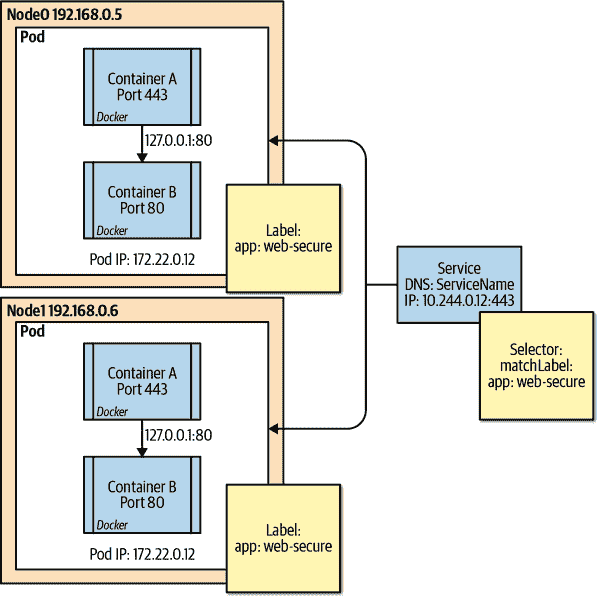 Node0 192.168.0.5
Pod
Container A
Port 443
Docker
127.0.0.1:80
Container B
Port 80
Docker
Pod IP: 172.22.0.12
Label:
app: web-secure
Service
DNS: ServiceName
IP: 10.244.0.12:443
Selector:
matchLabel:
app: web-secure
Node1 192.168.0.6
Pod
Container A
Port 443
Docker
127.0.0.1:80
Container B
Port 80
Docker
Pod IP: 172.22.0.12
Label:
app: web-secure